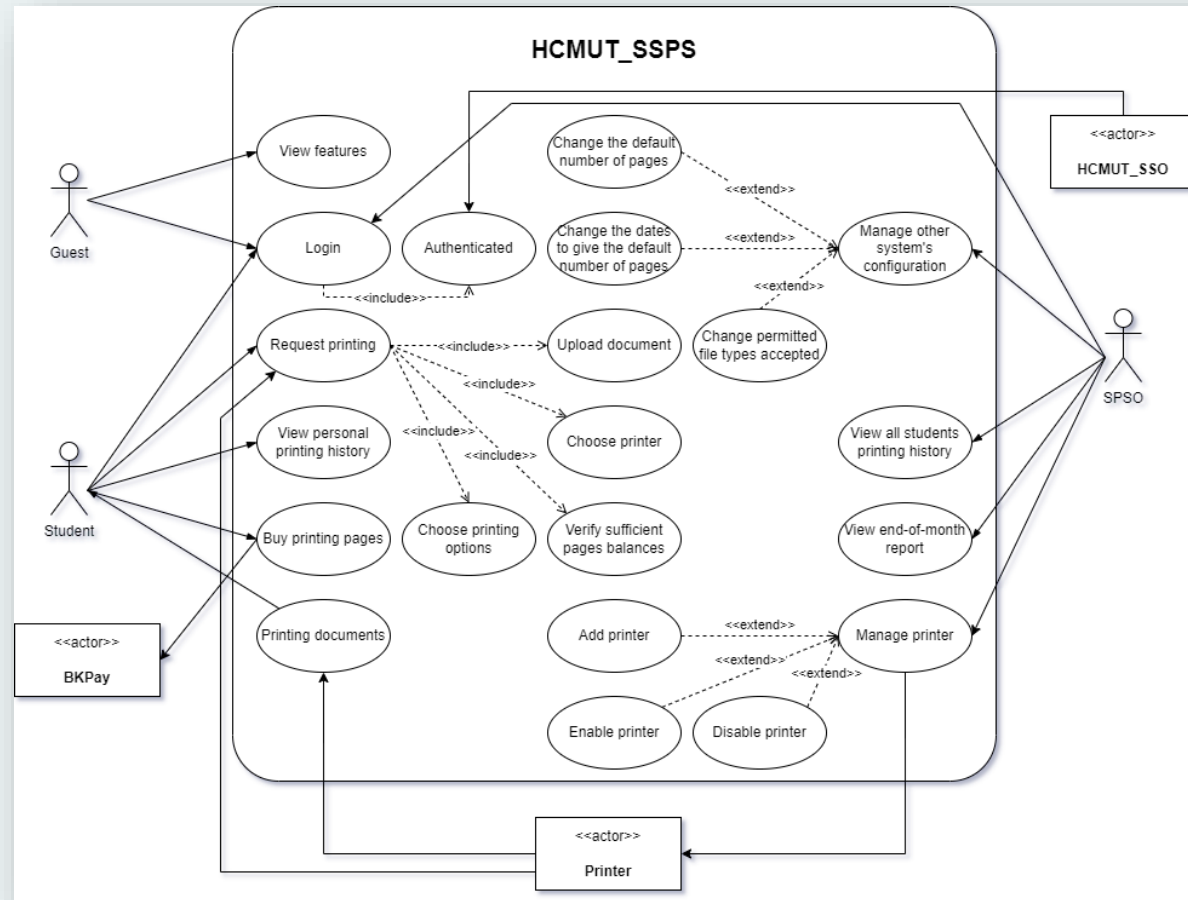 HCMUT_SSPS
<<actor>>
HCMUT_SSO
View features
Change the default
number of pages
<<extend>>
Guest
Login
Authenticated
Change the dates
to give the default
number of pages
<<extend>>
Manage other
system's
configuration
<<include>>
<<extend>>
Request printing
<<include>>
Upload document
Change permitted
file types accepted
SPSO
<<include>>
View personal
printing history
<<include>>
<<include>>
Choose printer
View all students
printing history
Student
Buy printing pages
Choose printing
options
Verify sufficient
pages balances
View end-of-month
report
<<actor>>
BKPay
Printing documents
Add printer
<<extend>>
Manage printer
<<extend>>
<<extend>>
Enable printer
Disable printer
<<actor>>
Printer